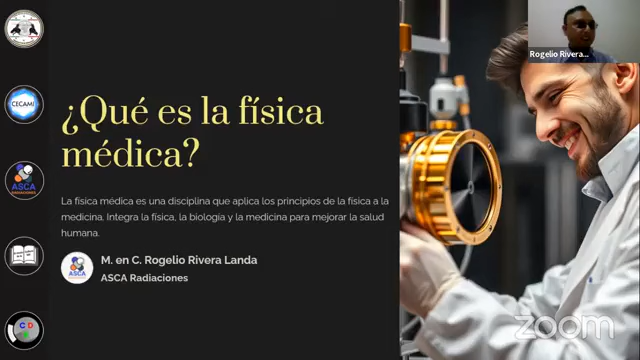 ¿Qué es la física
médica?
La física médica es una disciplina que aplica los principios de la física a la
medicina. Integra la física, la biología y la medicina para mejorar la salud
humana.
M. en C. Rogelio Rivera Landa
ASCA Radiaciones
ASCA
CECAMI
ASCA
RADIACIONES
C D
Rogelio Rivera...
zoom